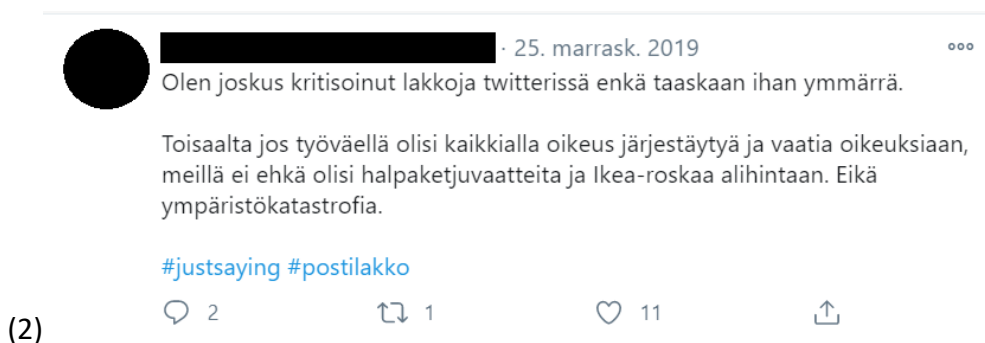 · 25. marrask. 2019
Olen joskus kritisoinut lakkoja twitterissä enkä taaskaan ihan ymmärrä.
Toisaalta jos työväellä olisi kaikkialla oikeus järjestäytyä ja vaatia oikeuksiaan,
meillä ei ehkä olisi halpaketjuvaatteita ja Ikea-roskaa alihintaan. Eikä
ympäristökatastrofia.
#justsaying #postilakko
2 1 11
(2)